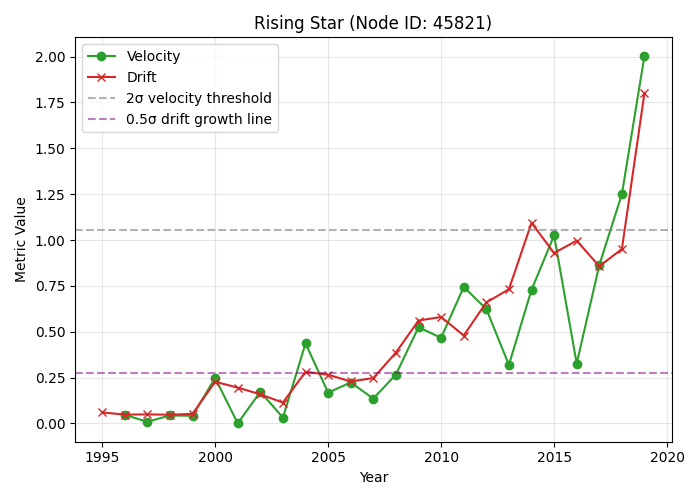 Rising Star (Node ID: 45821)
Velocity
Drift
2σ velocity threshold
0.5σ drift growth line
Metric Value
2.00
1.75
1.50
1.25
1.00
0.75
0.50
0.25
0.00
1995
2000
2005
2010
2015
2020
Year